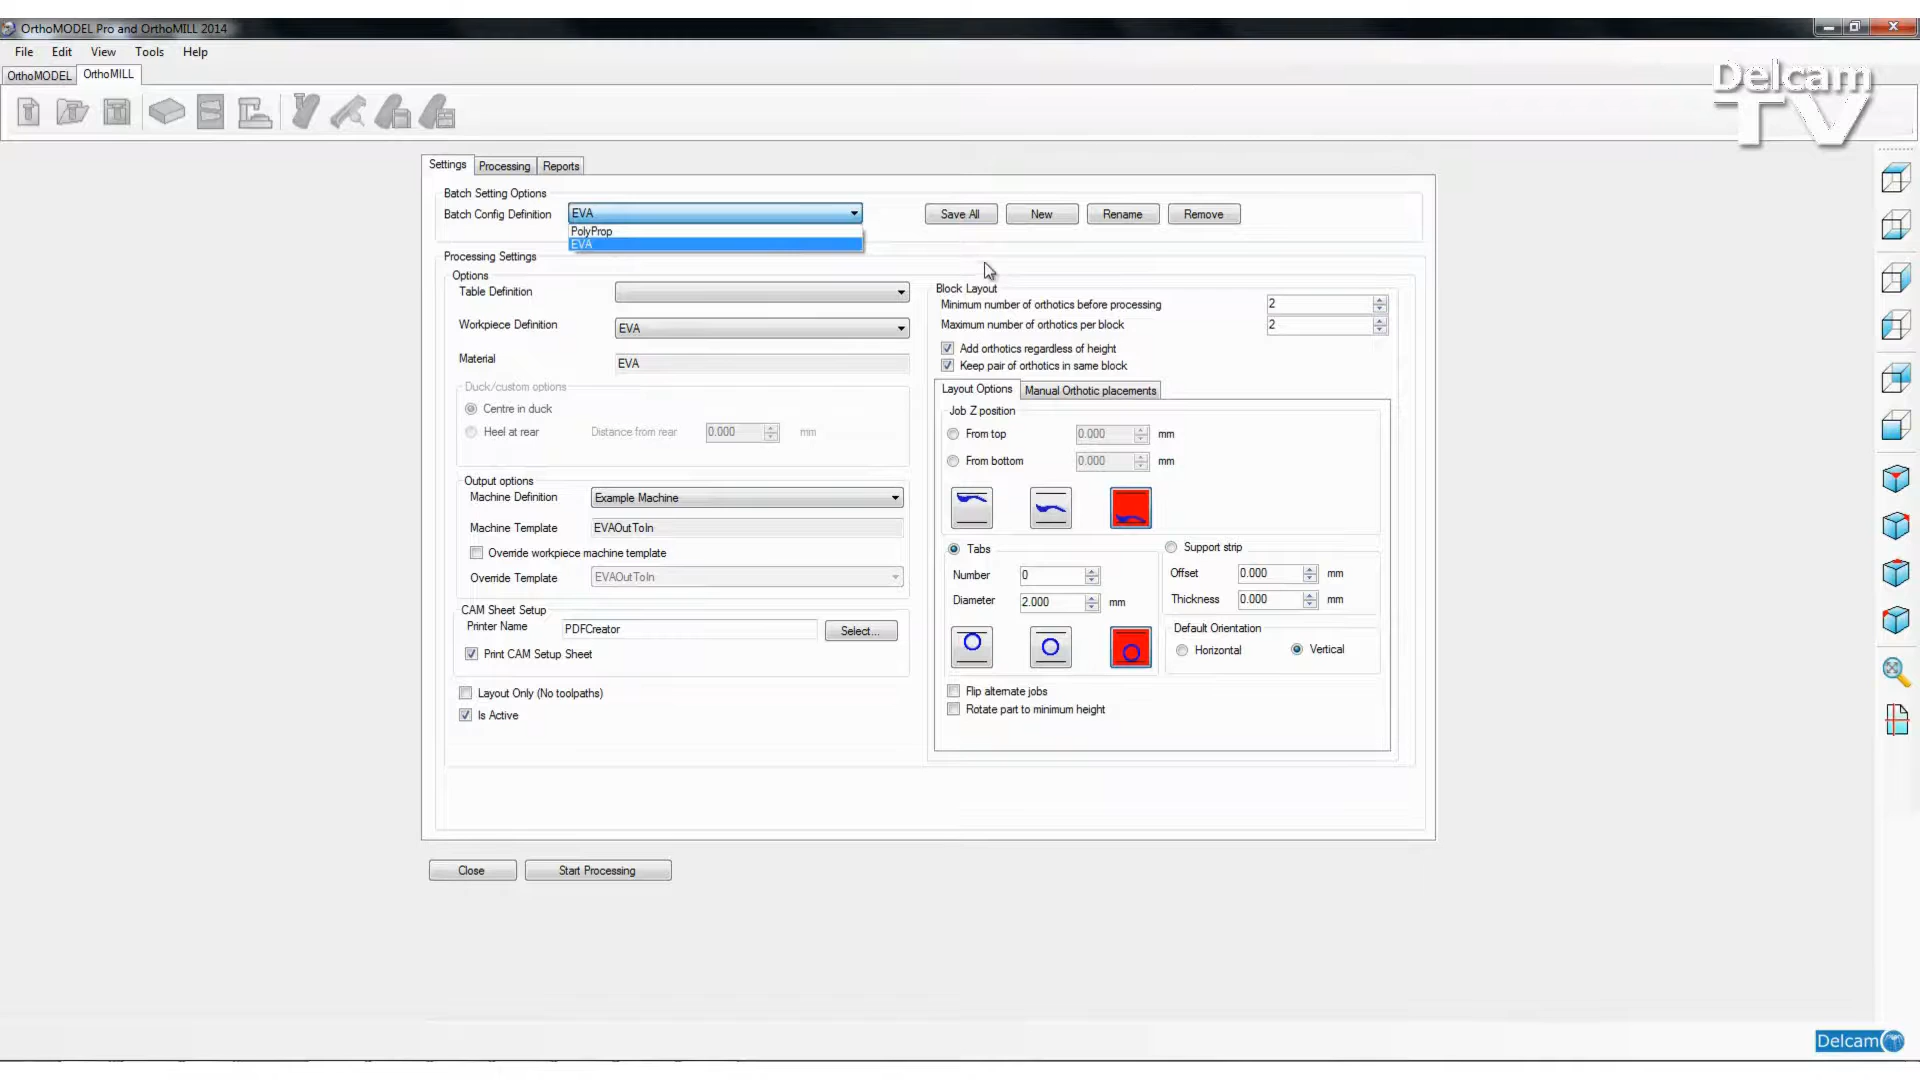 OrthoMODEL Pro and OrthoMILL 2014
File Edit View Tools Help
OrthoMODEL OrthoMILL
Delcam
TV
Settings Processing Reports
Batch Setting Options
Batch Config Definition EVA Save All New Rename Remove
PolyProp
EVA
Processing Settings
Options
Table Definition
Workpiece Definition EVA
Material EVA
Duck/custom options
Centre in duck
Heel at rear Distance from rear 0.000 mm
Output options
Machine Definition Example Machine
Machine Template EVAOutToIn
Override workpiece machine template
Override Template EVAOutToIn
CAM Sheet Setup
Printer Name PDFCreator Select...
Print CAM Setup Sheet
Layout Only (No toolpaths)
Is Active
Block Layout
Minimum number of orthotics before processing 2
Maximum number of orthotics per block 2
Add orthotics regardless of height
Keep pair of orthotics in same block
Layout Options Manual Orthotic placements
Job Z position
From top 0.000 mm
From bottom 0.000 mm
Tabs
Number 0
Diameter 2.000 mm
Support strip
Offset 0.000 mm
Thickness 0.000 mm
Default Orientation
Horizontal Vertical
Flip alternate jobs
Rotate part to minimum height
Close Start Processing
Delcam